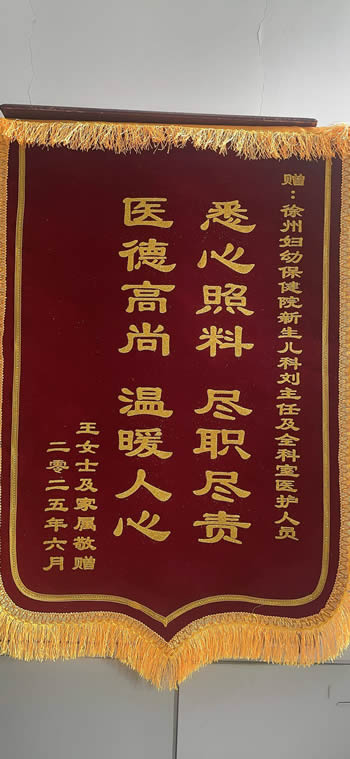 赠：徐州妇幼保健院新生儿科刘主任及全科室医护人员
悉心照料 尽职尽责
医德高尚 温暖人心
王女士及家属敬赠
二零二五年六月